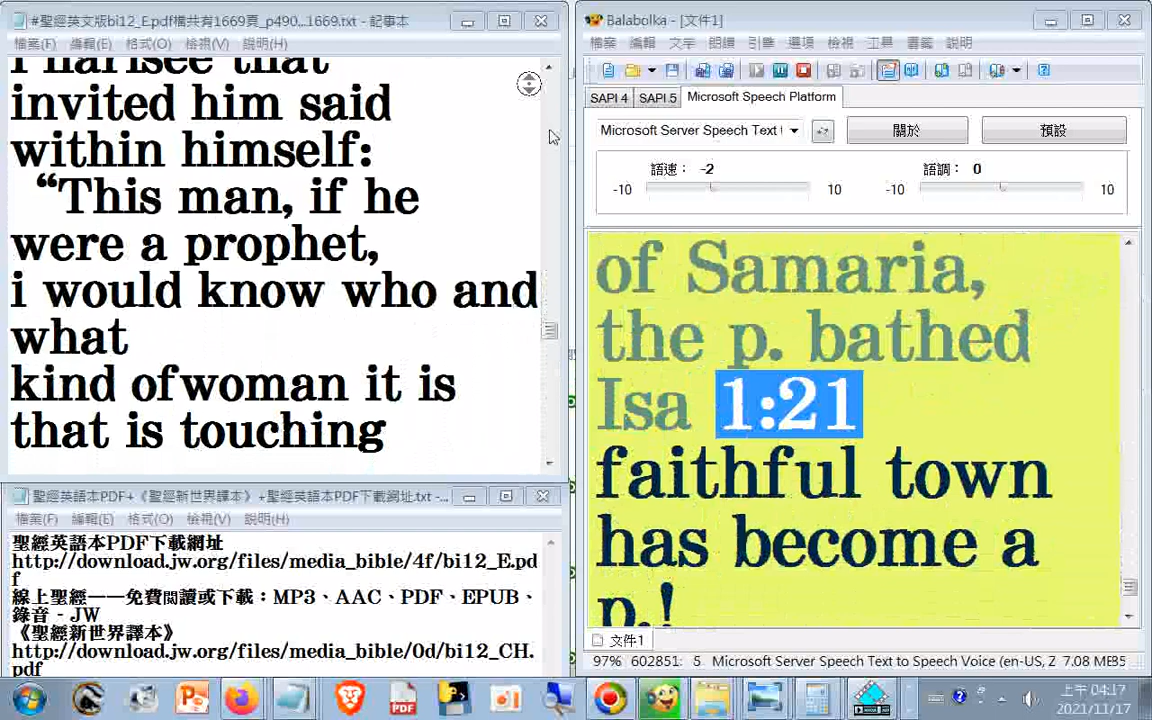 #聖經英文版bi12_E.pdf檔共有1669頁_p490...1669.txt - 記事本
檔案(F) 編輯(E) 格式(O) 檢視(V) 說明(H)
Pharisee that
invited him said
within himself:
“This man, if he
were a prophet,
i would know who and
what
kind ofwoman it is
that is touching
聖經英語本PDF+《聖經新世界譯本》+聖經英語本PDF下載網址.txt -...
檔案(F) 編輯(E) 格式(O) 檢視(V) 說明(H)
聖經英語本PDF下載網址
http://download.jw.org/files/media_bible/4f/bi12_E.pd
f
線上聖經──免費閱讀或下載：MP3、AAC、PDF、EPUB、
錄音 - JW
《聖經新世界譯本》
http://download.jw.org/files/media_bible/0d/bi12_CH.
pdf
Balabolka - [文件1]
檔案 編輯 文字 朗讀 引擎 選項 檢視 工具 書籤 說明
SAPI 4 SAPI 5 Microsoft Speech Platform
Microsoft Server Speech Text t
關於 預設
語速： -2 語調： 0
-10 10 -10 10
of Samaria,
the p. bathed
Isa 1:21
faithful town
has become a
p.!
文件1
97% 602851: 5 Microsoft Server Speech Text to Speech Voice (en-US, Z 7.08 MB
上午 04:17
2021/11/17